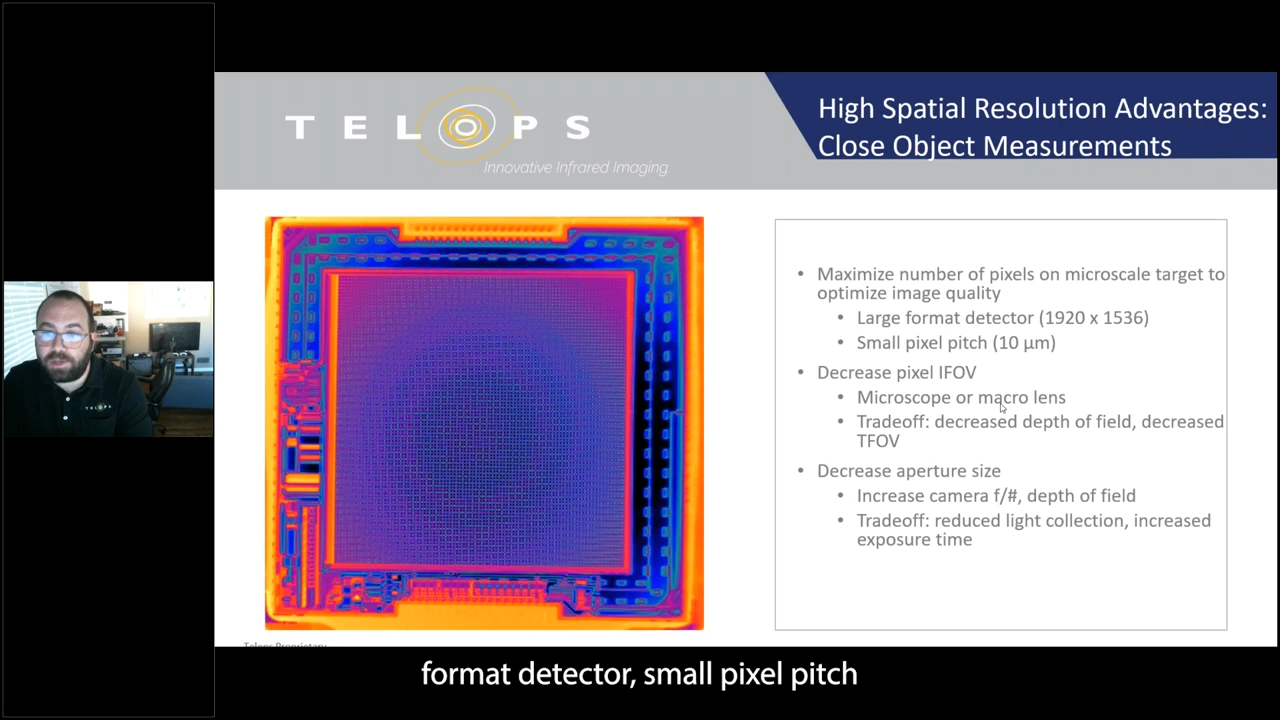 TELOPS
Innovative Infrared Imaging
High Spatial Resolution Advantages:
Close Object Measurements
• Maximize number of pixels on microscale target to
optimize image quality
• Large format detector (1920 x 1536)
• Small pixel pitch (10 µm)
• Decrease pixel IFOV
• Microscope or macro lens
• Tradeoff: decreased depth of field, decreased
TFOV
• Decrease aperture size
• Increase camera f/#, depth of field
• Tradeoff: reduced light collection, increased
exposure time
TELOPS
Telops Proprietary
format detector, small pixel pitch